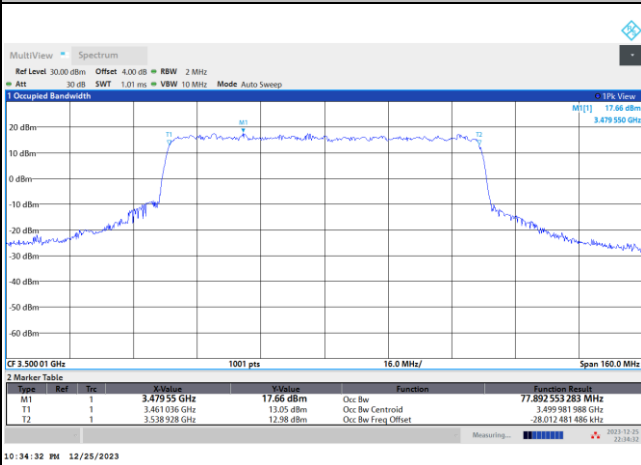 MultiView Spectrum
Ref Level 30.00 dBm Offset 4.00 dB RBW 2 MHz
Att 30 dB SWT 1.01 ms VBW 10 MHz Mode Auto Sweep
1 Occupied Bandwidth 1Pk View
M1[1] 17.66 dBm
3.479 550 GHz
M1
T1 T2
20 dBm
10 dBm
0 dBm
-10 dBm
-20 dBm
-30 dBm
-40 dBm
-50 dBm
-60 dBm
CF 3.500 01 GHz 1001 pts 16.0 MHz/ Span 160.0 MHz
2 Marker Table
Type Ref Trc X-Value Y-Value Function Function Result
M1 1 3.479 55 GHz 17.66 dBm Occ Bw 77.892 553 283 MHz
T1 1 3.461 036 GHz 13.05 dBm Occ Bw Centroid 3.499 981 988 GHz
T2 1 3.538 928 GHz 12.98 dBm Occ Bw Freq Offset -28.012 481 486 kHz
Measuring... 2023-12-25
22:34:32
10:34:32 PM 12/25/2023